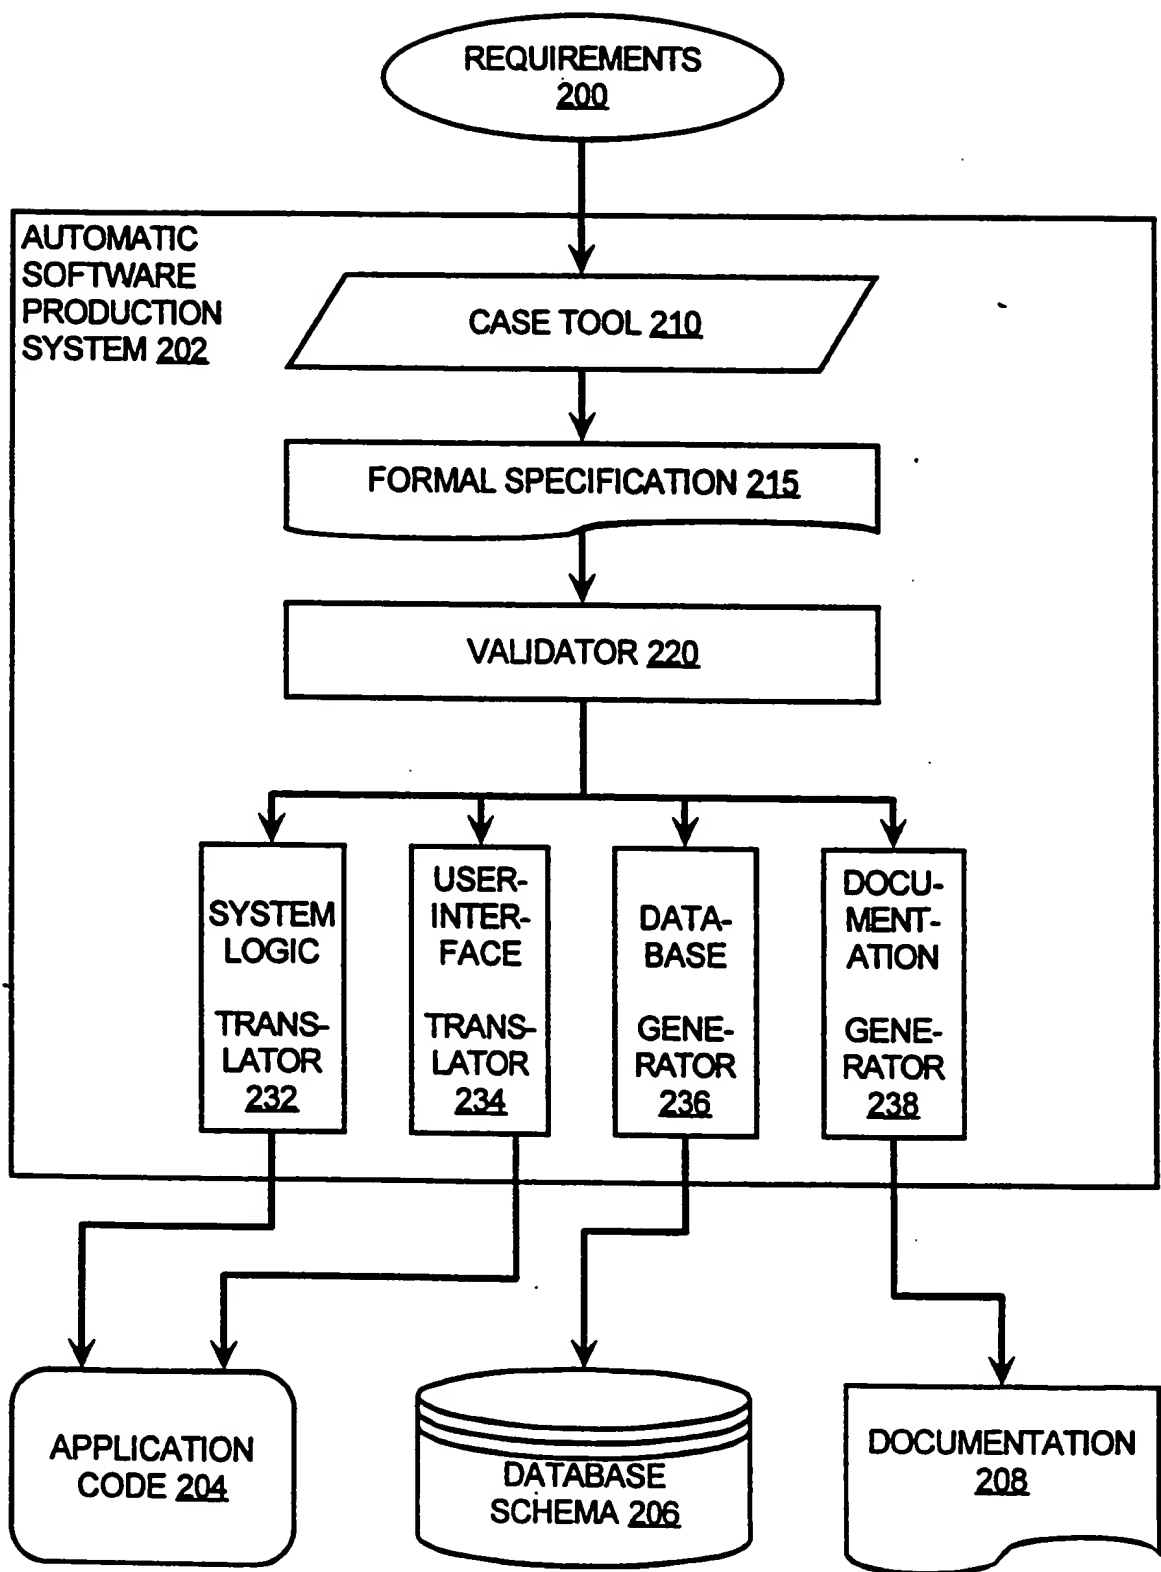 REQUIREMENTS
200
AUTOMATIC
SOFTWARE
PRODUCTION
SYSTEM 202
CASE TOOL 210
FORMAL SPECIFICATION 215
VALIDATOR 220
SYSTEM
LOGIC
TRANS-
LATOR
232
USER-
INTER-
FACE
TRANS-
LATOR
234
DATA-
BASE
GENE-
RATOR
236
DOCU-
MENT-
ATION
GENE-
RATOR
238
APPLICATION
CODE 204
DATABASE
SCHEMA 206
DOCUMENTATION
208